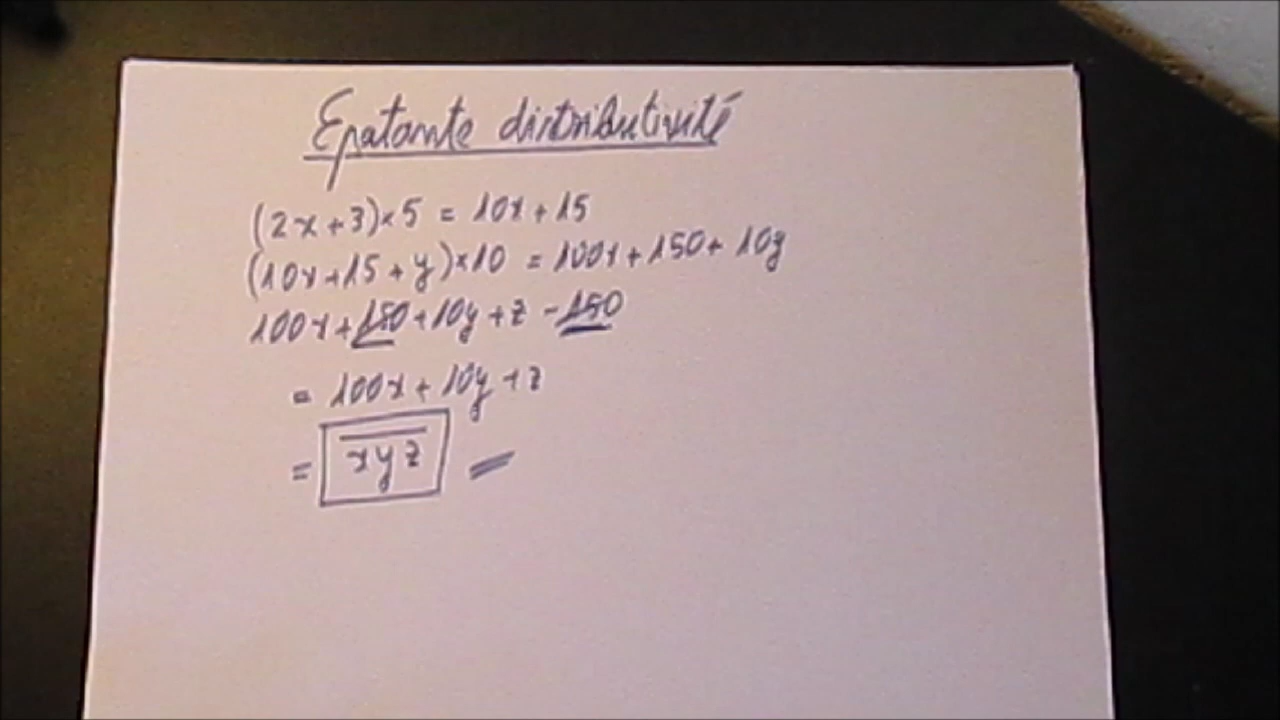 Epatante distributivité
(2x+3)×5 = 10x+15
(10x+15+y)×10 = 100x+150+10y
100x+150+10y+z-150
= 100x+10y+z
= xyz